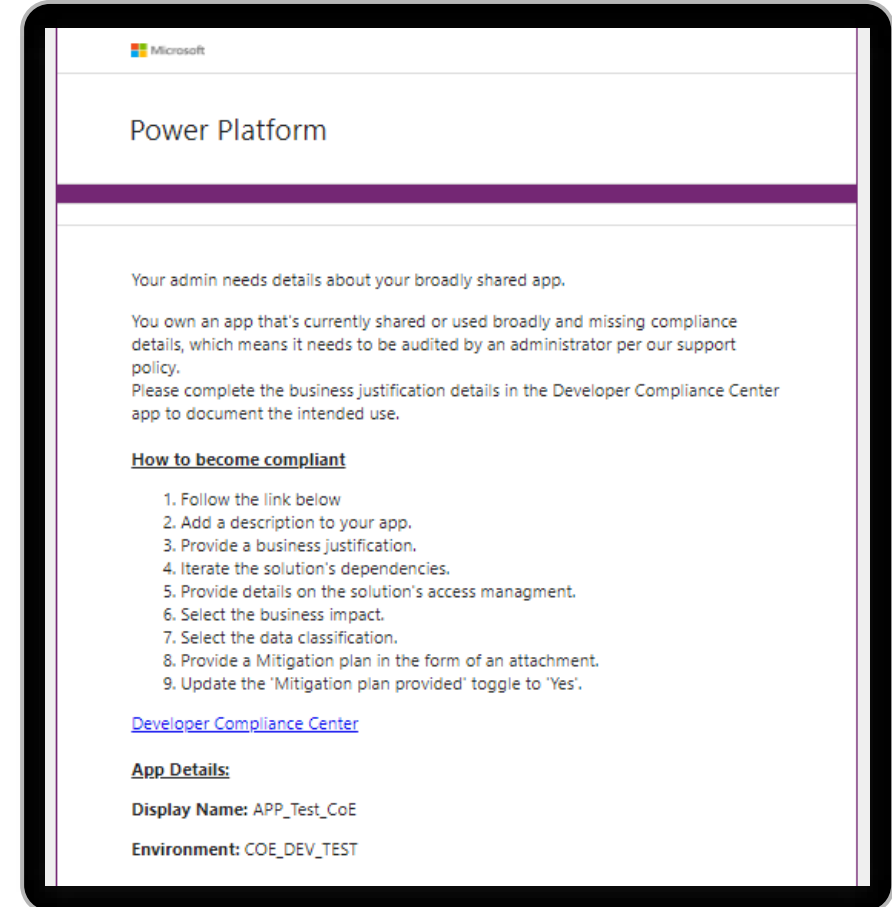 Microsoft
Power Platform
Your admin needs details about your broadly shared app.
You own an app that's currently shared or used broadly and missing compliance
details, which means it needs to be audited by an administrator per our support
policy.
Please complete the business justification details in the Developer Compliance Center
app to document the intended use.
How to become compliant
1. Follow the link below
2. Add a description to your app.
3. Provide a business justification.
4. Iterate the solution's dependencies.
5. Provide details on the solution's access managment.
6. Select the business impact.
7. Select the data classification.
8. Provide a Mitigation plan in the form of an attachment.
9. Update the 'Mitigation plan provided' toggle to 'Yes'.
Developer Compliance Center
App Details:
Display Name: APP_Test_CoE
Environment: COE_DEV_TEST